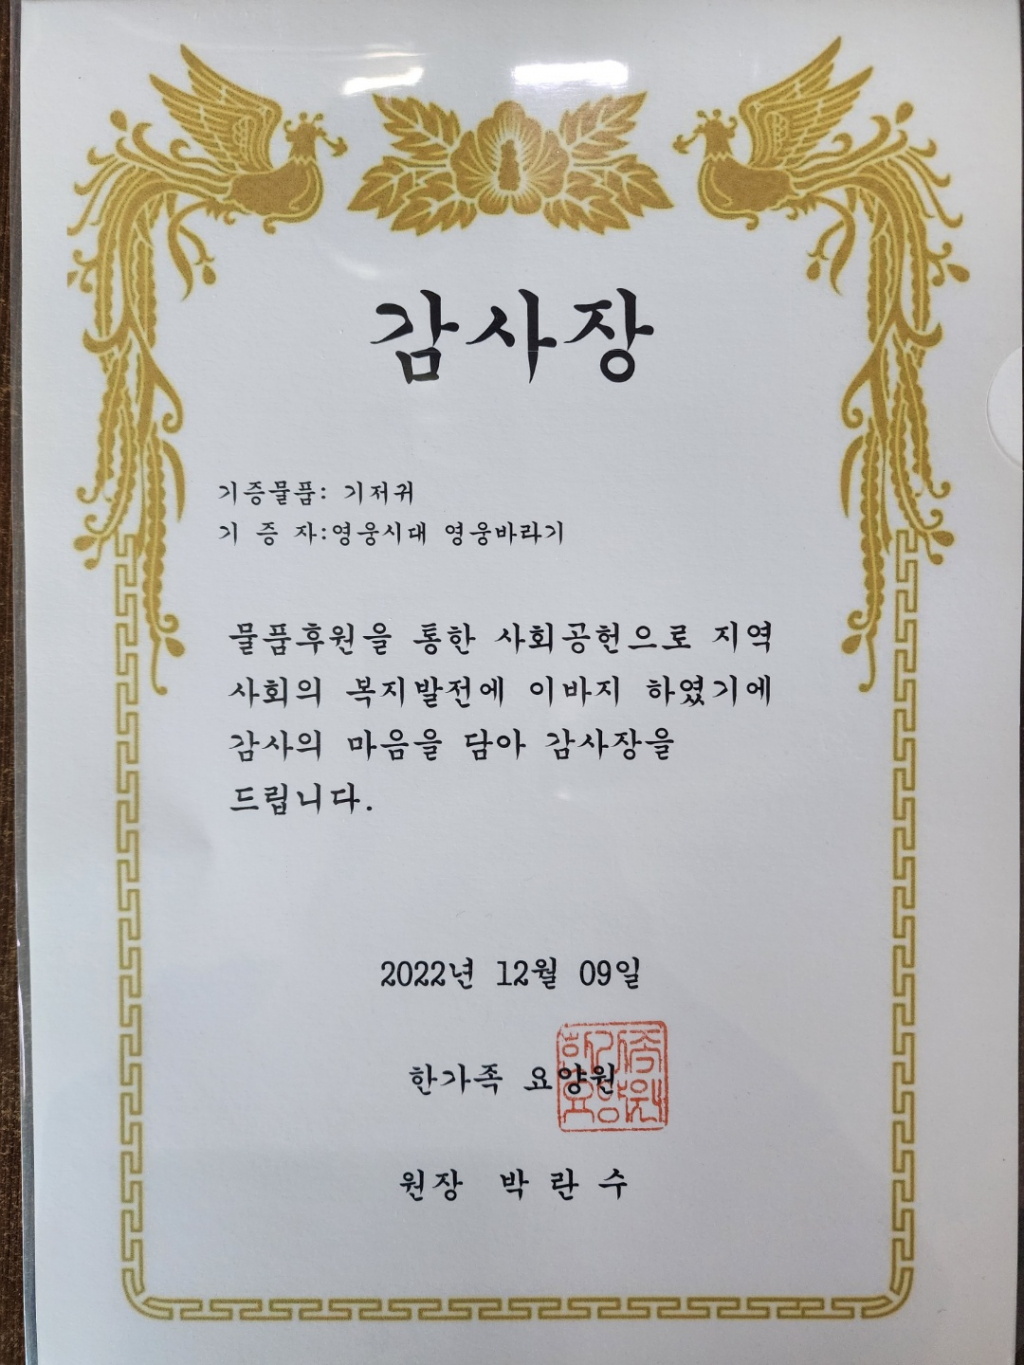 감사장
기증물품: 기저귀
기 증 자:영웅시대 영웅바라기
물품후원을 통한 사회공헌으로 지역
사회의 복지발전에 이바지 하였기에
감사의 마음을 담아 감사장을
드립니다.
2022년 12월 09일
한가족 요양원
원장 박 란 수